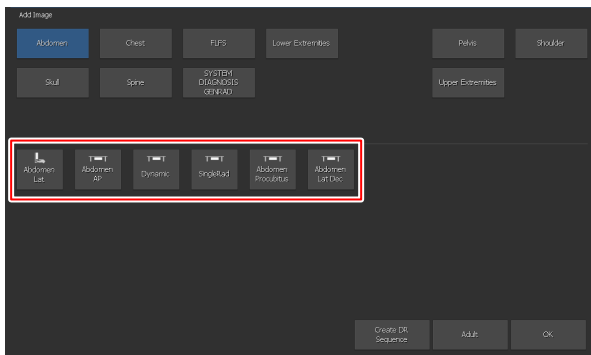 Add Image
Abdomen
Chest
FLFS
Lower Extremities
Pelvis
Shoulder
Skull
Spine
SYSTEM
DIAGNOSIS
GENRAD
Upper Extremities
Abdomen
Lat
Abdomen
AP
Dynamic
SingleRad
Abdomen
Procubitus
Abdomen
Lat Dec
Create DR
Sequence
Adult
OK